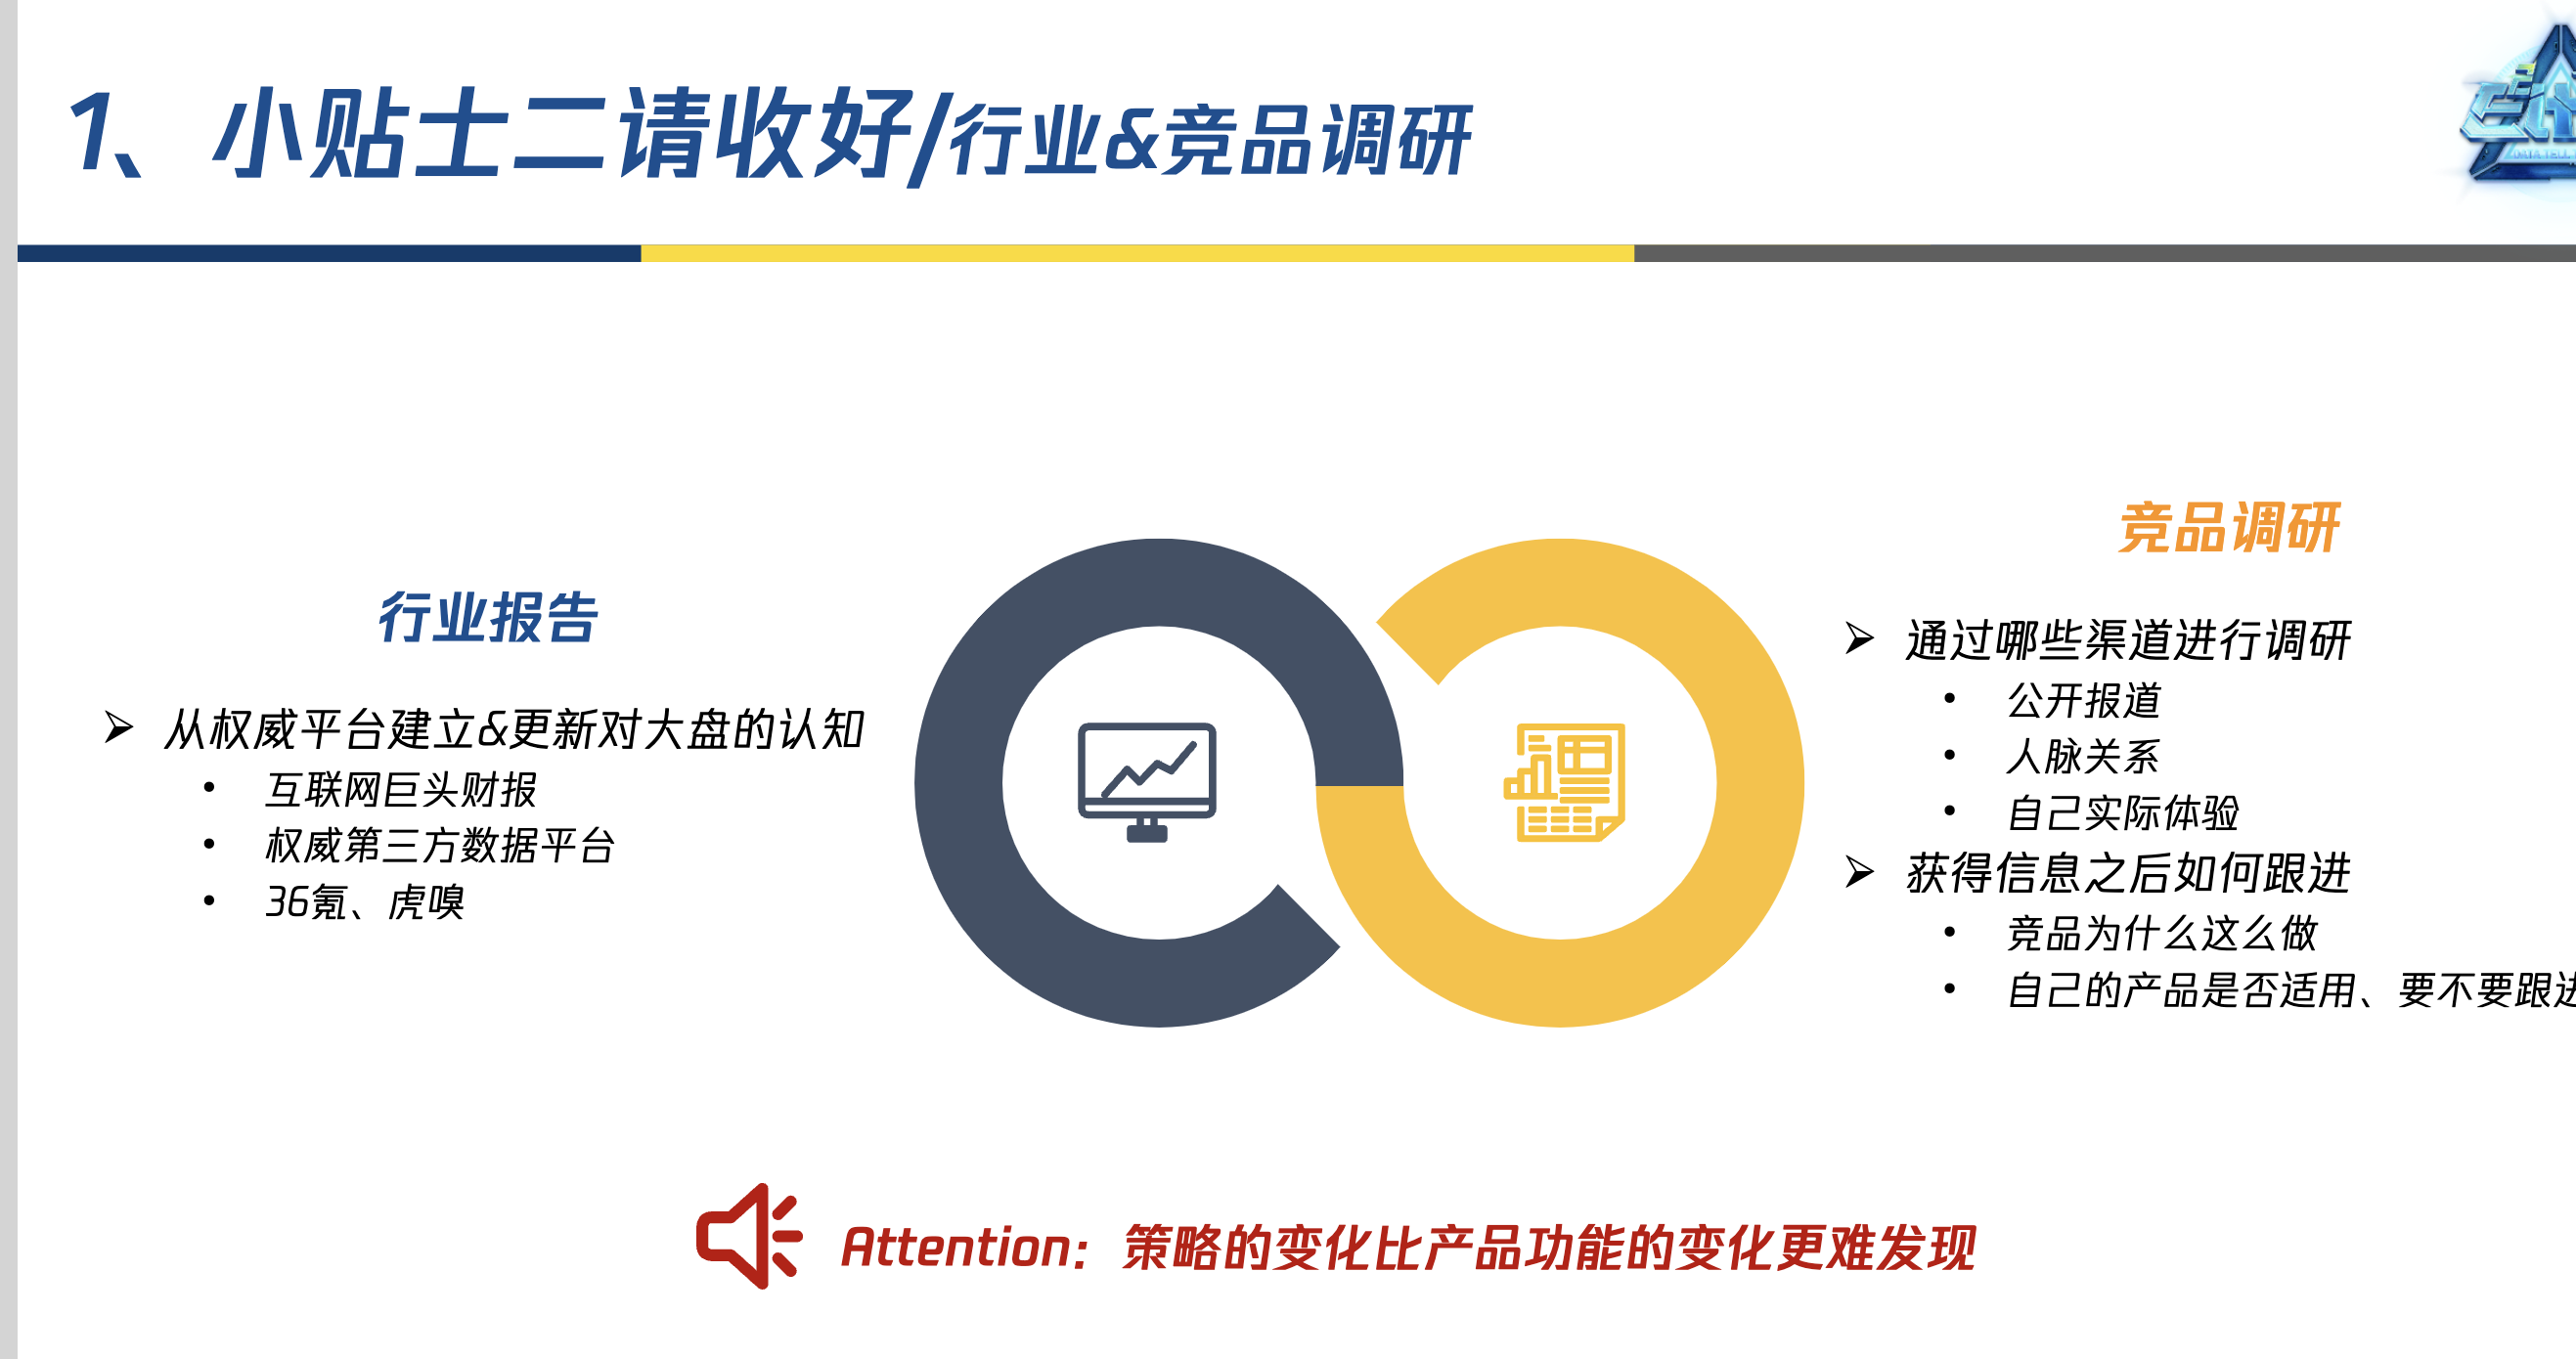 1、小贴士二请收好/行业&竞品调研
行业报告
从权威平台建立&更新对大盘的认知
互联网巨头财报
权威第三方数据平台
36氪、虎嗅
竞品调研
通过哪些渠道进行调研
公开报道
人脉关系
自己实际体验
获得信息之后如何跟进
竞品为什么这么做
自己的产品是否适用、要不要跟进
Attention：策略的变化比产品功能的变化更难发现